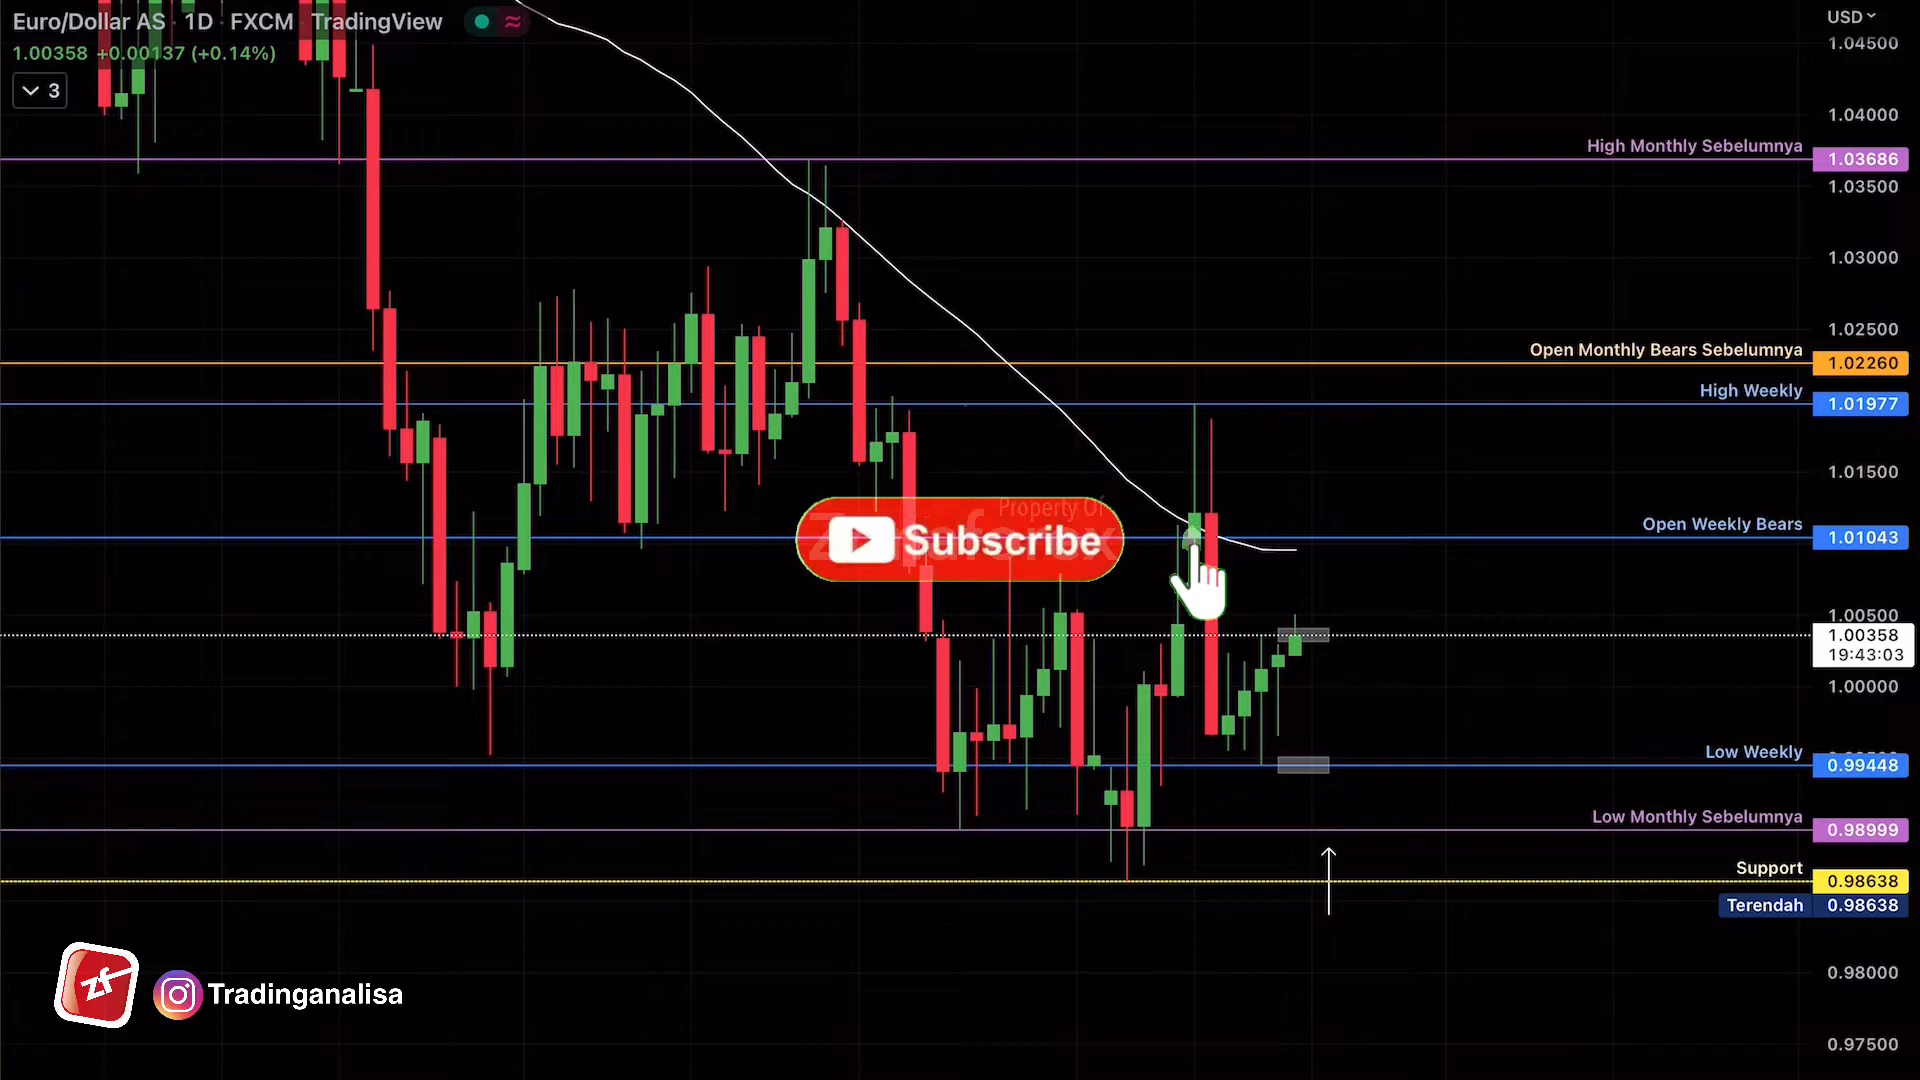 Euro/Dollar AS · 1D · FXCM · TradingView
1.00358 +0.00137 (+0.14%)
3
USD
1.04500
1.04000
High Monthly Sebelumnya 1.03686
1.03500
1.03000
1.02500
Open Monthly Bears Sebelumnya 1.02260
High Weekly 1.01977
1.01500
Property Of
Subscribe
Open Weekly Bears 1.01043
1.00500
1.00358
19:43:03
1.00000
Low Weekly 0.99448
Low Monthly Sebelumnya 0.98999
Support 0.98638
Terendah 0.98638
0.98000
0.97500
zf
Tradinganalisa